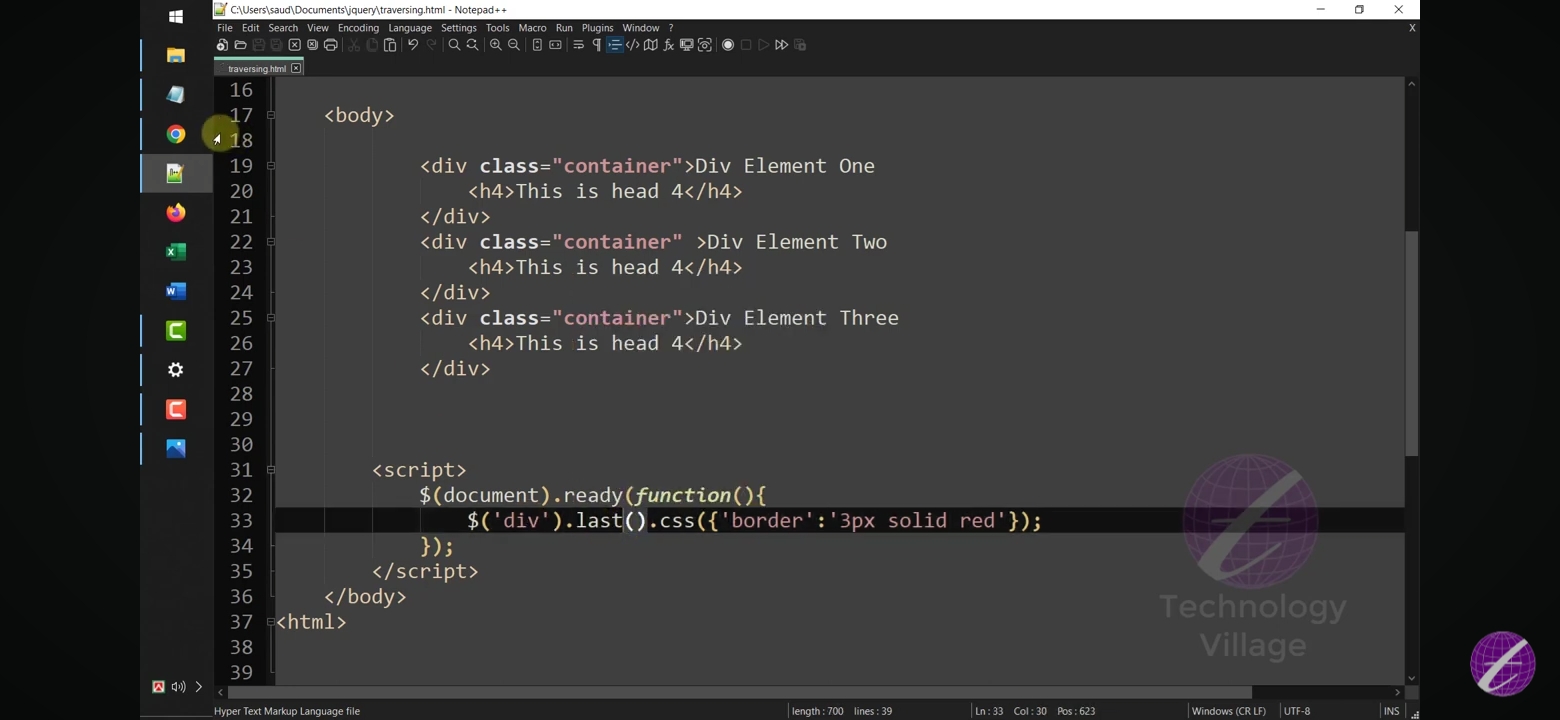 C:\Users\saud\Documents\jquery\traversing.html - Notepad++
File Edit Search View Encoding Language Settings Tools Macro Run Plugins Window ? X
traversing.html
16
17 <body>
18
19 <div class="container">Div Element One
20 <h4>This is head 4</h4>
21 </div>
22 <div class="container" >Div Element Two
23 <h4>This is head 4</h4>
24 </div>
25 <div class="container">Div Element Three
26 <h4>This is head 4</h4>
27 </div>
28
29
30
31 <script>
32 $(document).ready(function(){
33 $('div').last().css({'border':'3px solid red'});
34 });
35 </script>
36 </body>
37 <html>
38
39
Technology
Village
Hyper Text Markup Language file length : 700 lines : 39 Ln : 33 Col : 30 Pos : 623 Windows (CR LF) UTF-8 INS